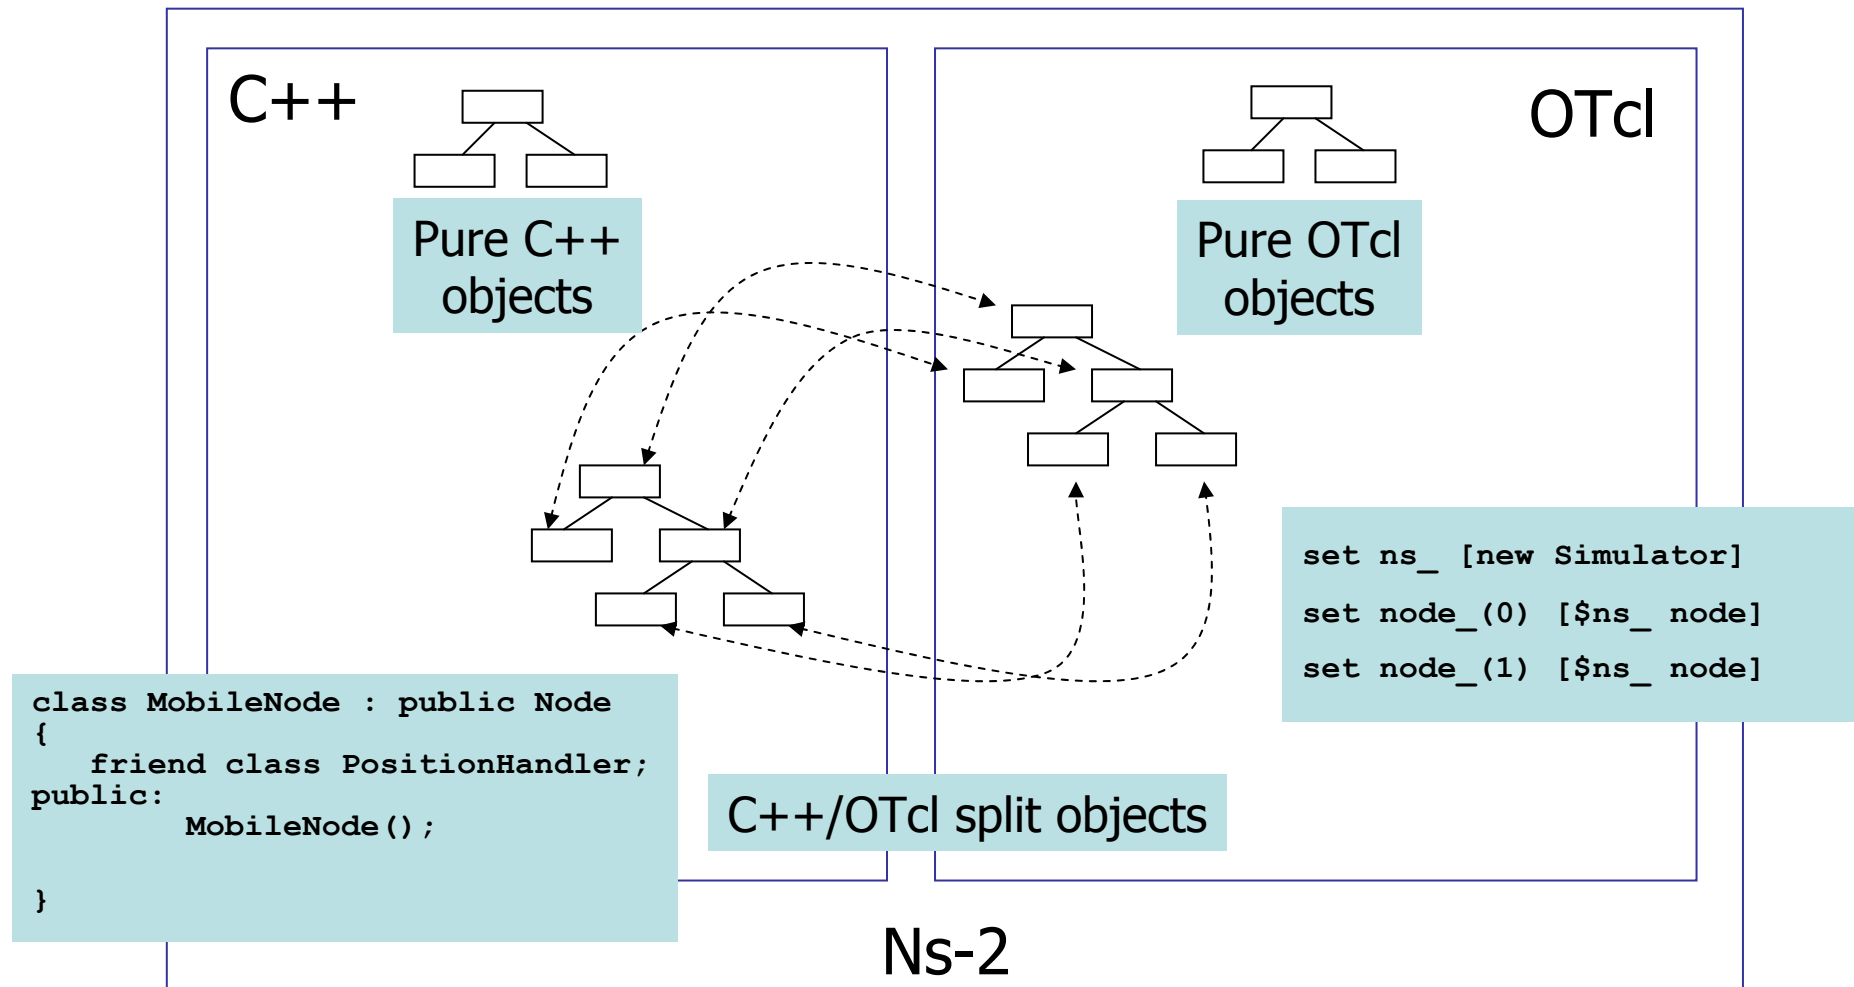 C++
OTcl
Pure C++
objects
Pure OTcl
objects
set ns_ [new Simulator]
set node_(0) [$ns_ node]
set node_(1) [$ns_ node]
class MobileNode : public Node
{
friend class PositionHandler;
public:
MobileNode();
}
C++/OTcl split objects
Ns-2